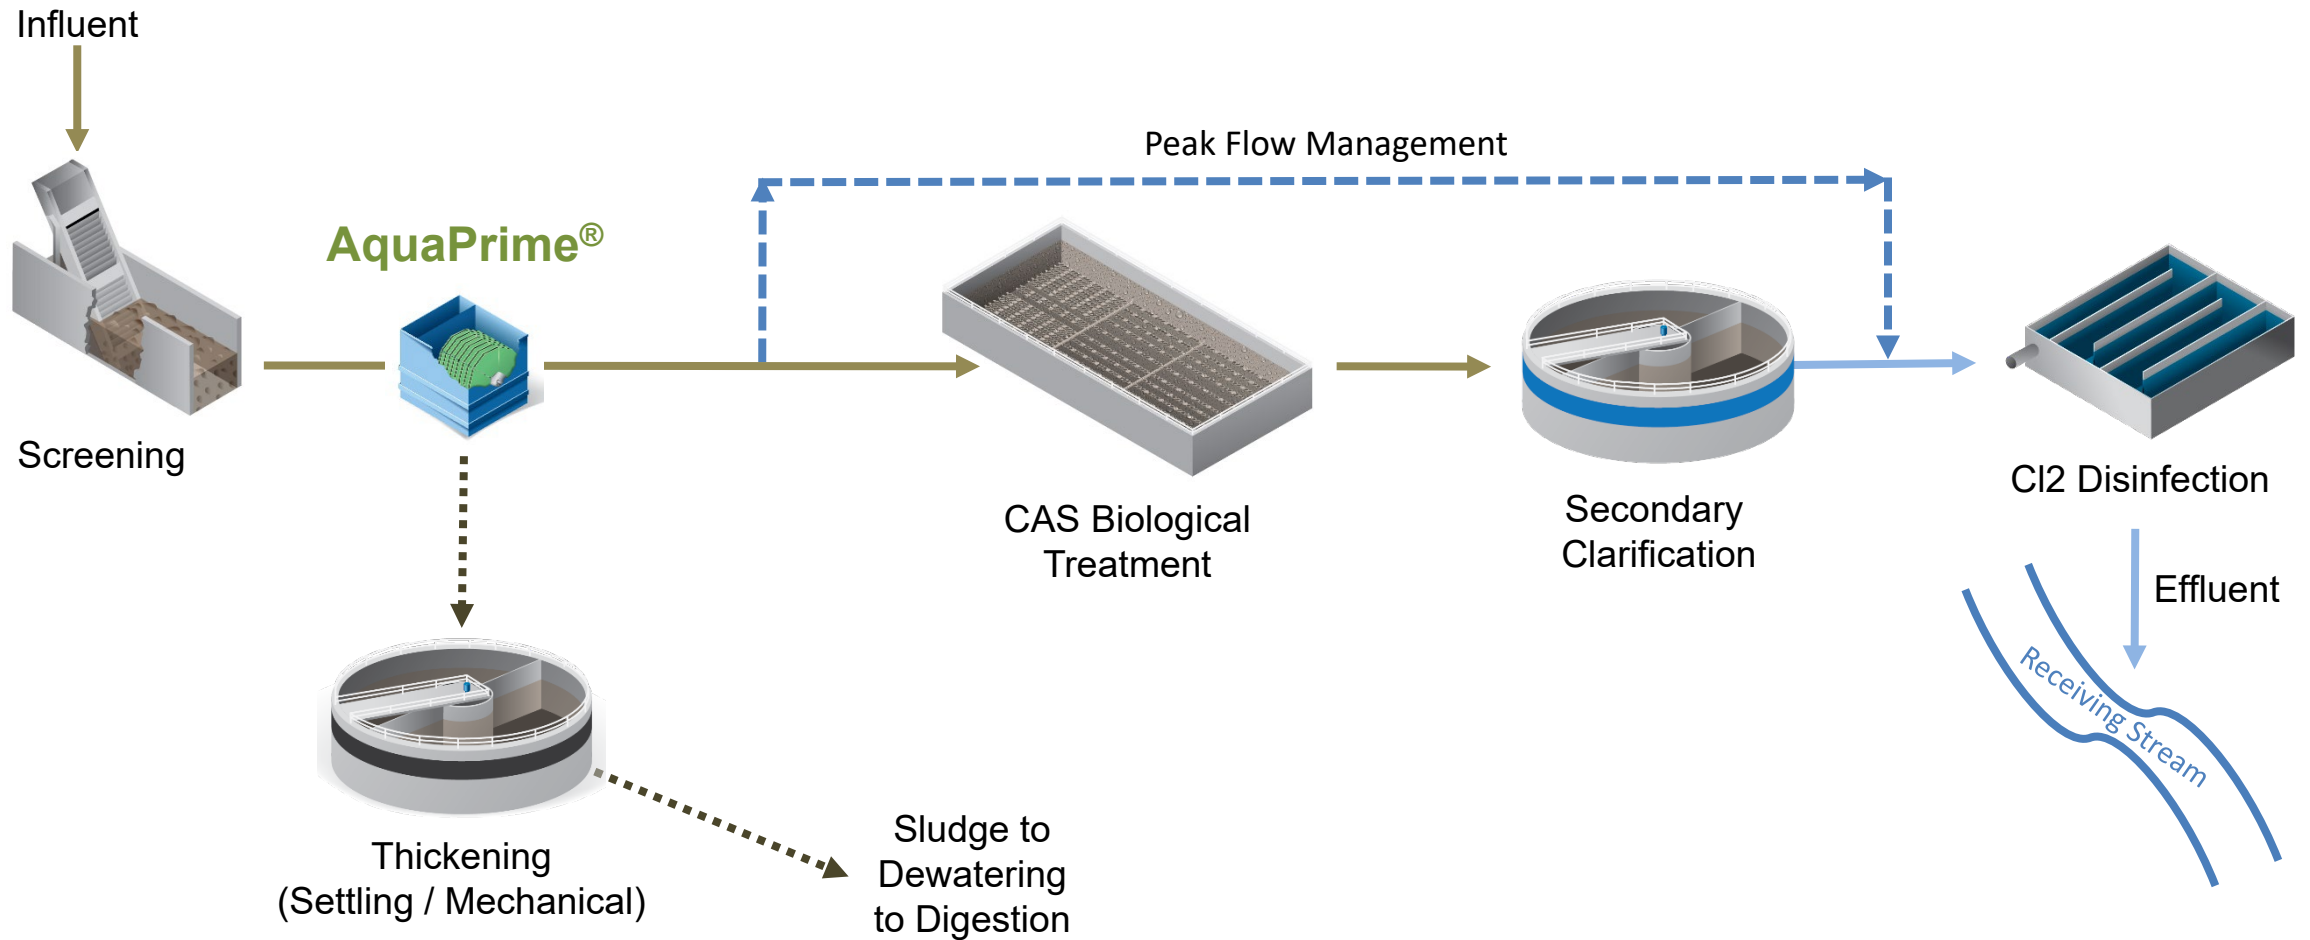 Influent
Peak Flow Management
AquaPrime®
Screening
CAS Biological
Treatment
Secondary
Clarification
Cl2 Disinfection
Effluent
Receiving Stream
Thickening
(Settling / Mechanical)
Sludge to
Dewatering
to Digestion